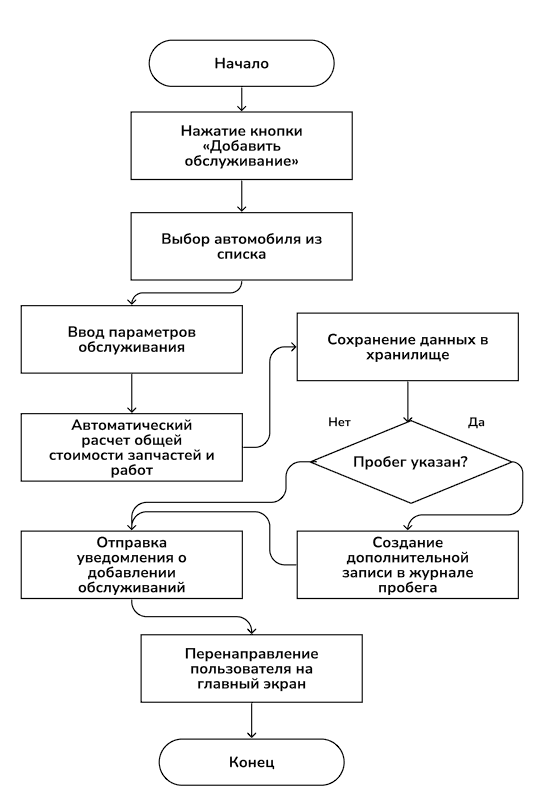 Начало
Нажатие кнопки
«Добавить
обслуживание»
Выбор автомобиля из
списка
Ввод параметров
обслуживания
Автоматический
расчет общей
стоимости запчастей и
работ
Сохранение данных в
хранилище
Нет
Да
Пробег указан?
Создание
дополнительной
записи в журнале
пробега
Отправка
уведомления о
добавлении
обслуживаний
Перенаправление
пользователя на
главный экран
Конец